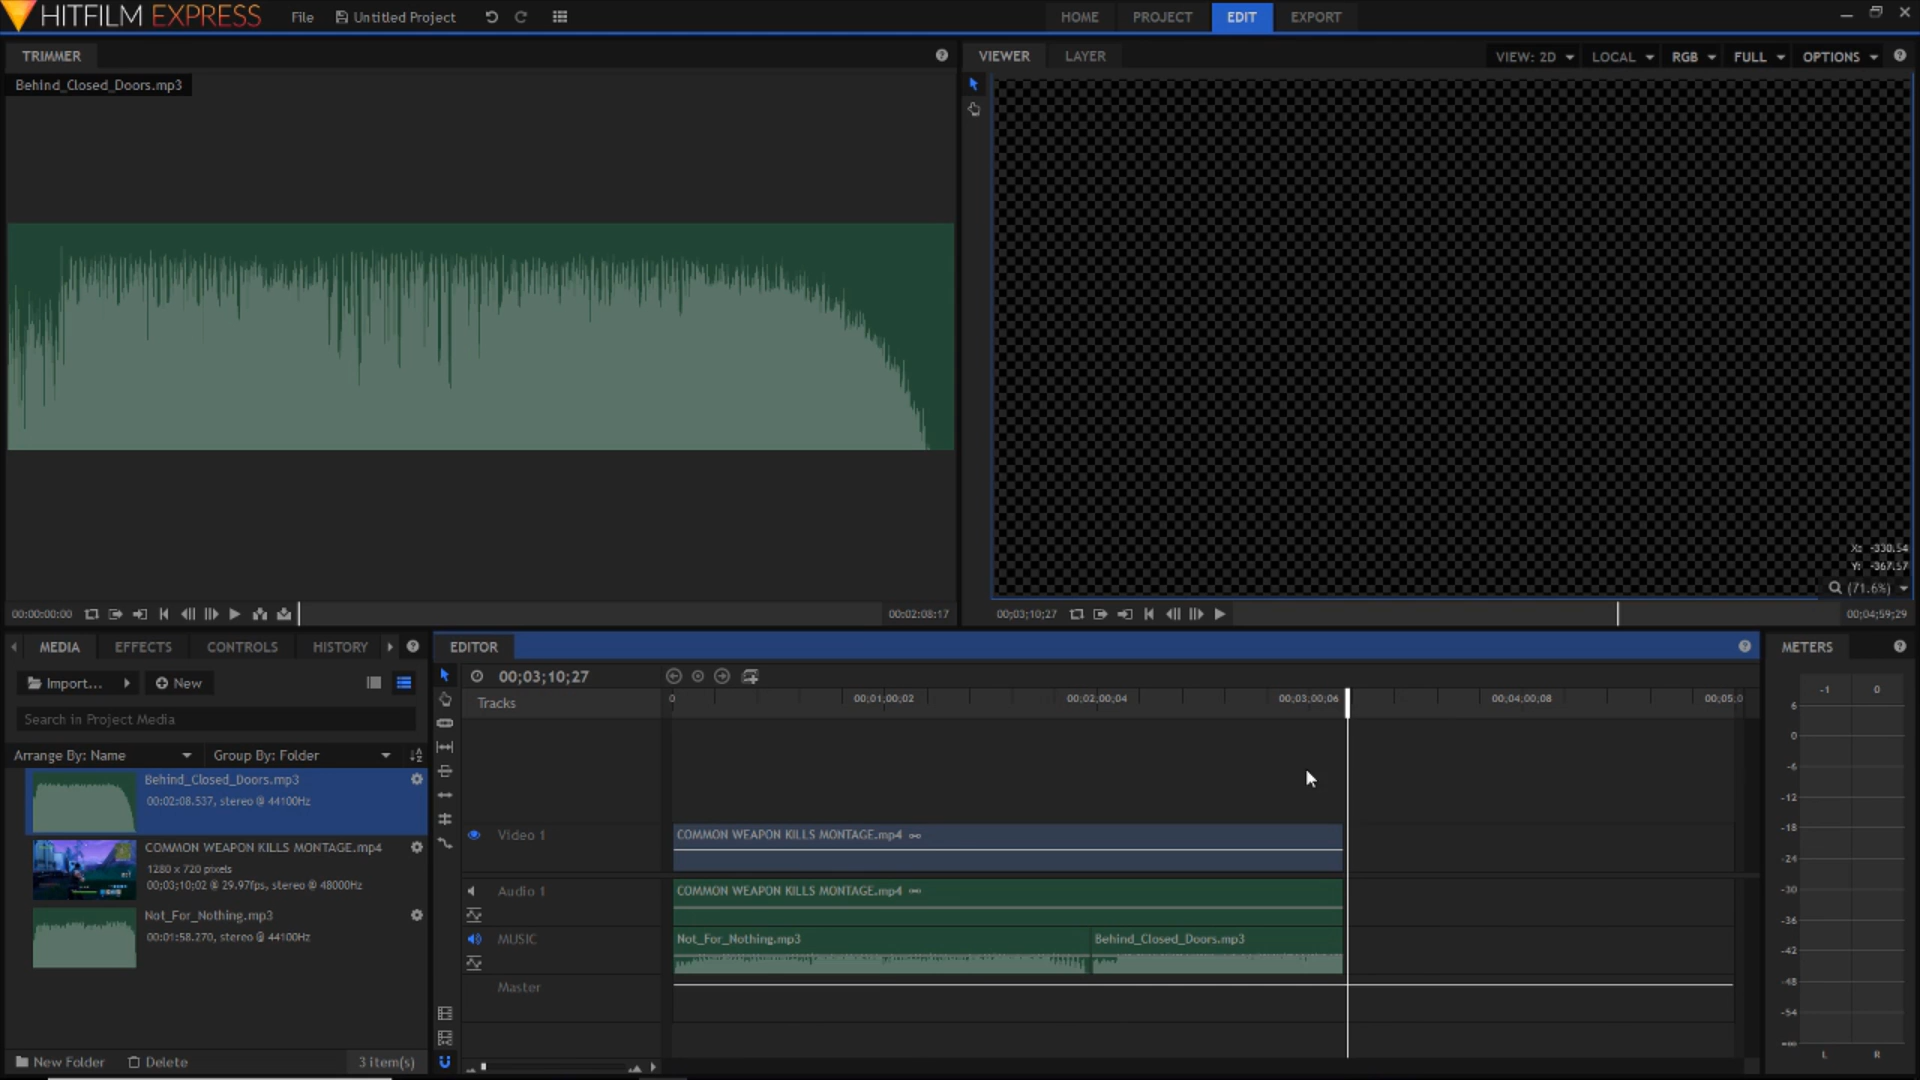 HITFILM EXPRESS File Untitled Project HOME PROJECT EDIT EXPORT
TRIMMER
Behind_Closed_Doors.mp3
VIEWER LAYER VIEW: 2D LOCAL RGB FULL OPTIONS
X: -330.54
Y: -367.57
(71.6%)
00:00:00:00 00:02:08:17
00;03;10;27 00;04;59;29
MEDIA EFFECTS CONTROLS HISTORY
Import... New
Search in Project Media
Arrange By: Name Group By: Folder
Behind_Closed_Doors.mp3
00:02:08.537, stereo @ 44100Hz
COMMON WEAPON KILLS MONTAGE.mp4
1280 x 720 pixels
00;03;10;02 @ 29.97fps, stereo @ 48000Hz
Not_For_Nothing.mp3
00:01:58.270, stereo @ 44100Hz
New Folder Delete 3 item(s)
EDITOR
00;03;10;27
Tracks 0 00;01;00;02 00;02;00;04 00;03;00;06 00;04;00;08 00;05;0
Video 1 COMMON WEAPON KILLS MONTAGE.mp4
Audio 1 COMMON WEAPON KILLS MONTAGE.mp4
MUSIC Not_For_Nothing.mp3 Behind_Closed_Doors.mp3
Master
METERS
-1 0
6
0
-6
-12
-18
-24
-30
-36
-42
-48
-54
-∞
L R